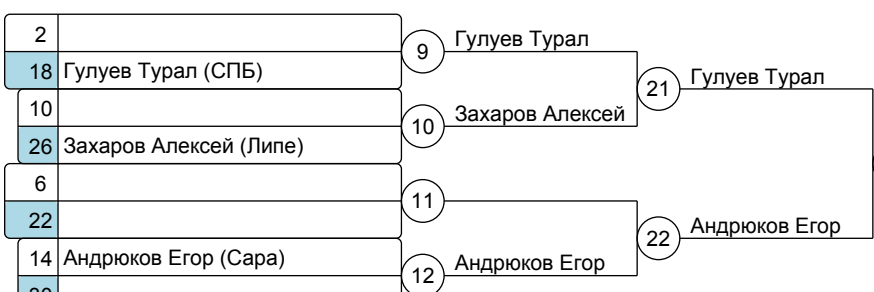 2
9 Гулуев Турал
18 Гулуев Турал (СПБ)
21 Гулуев Турал
10
10 Захаров Алексей
26 Захаров Алексей (Липе)
6
11
22
22 Андрюков Егор
14 Андрюков Егор (Сара)
12 Андрюков Егор